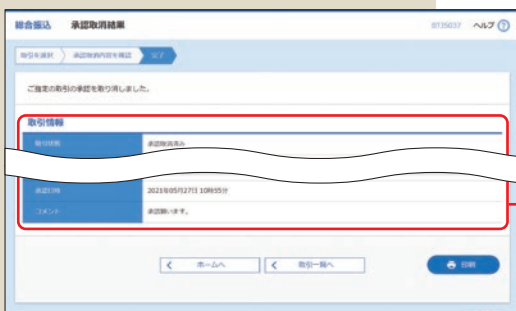 総合振込 承認取消結果
BTJS037 ヘルプ ?
取引を選択 承認取消内容を確認 完了
ご指定の取引の承認を取り消しました。
取引情報
取引状態 承認取消済み
承認日時 2021年05月27日 10時55分
コメント 承認願います。
ホームへ 取引一覧へ 印刷